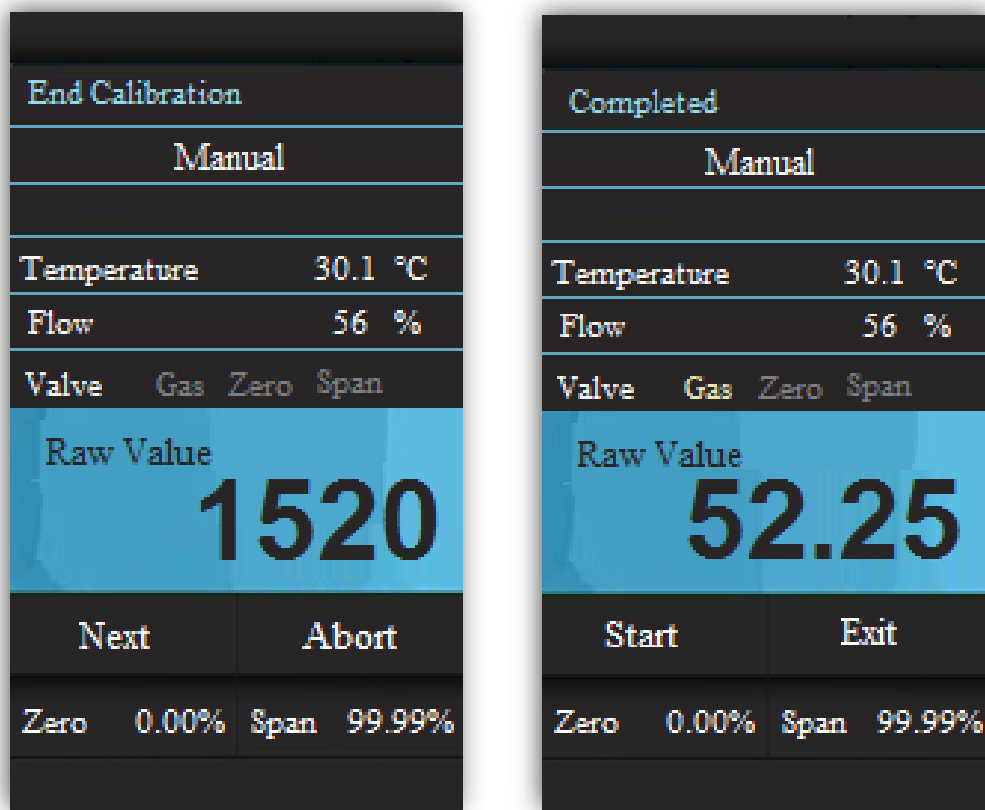 End Calibration
Manual
Temperature 30.1 °C
Flow 56 %
Valve Gas Zero Span
Raw Value
1520
Next Abort
Zero 0.00% Span 99.99%
Completed
Manual
Temperature 30.1 °C
Flow 56 %
Valve Gas Zero Span
Raw Value
52.25
Start Exit
Zero 0.00% Span 99.99%